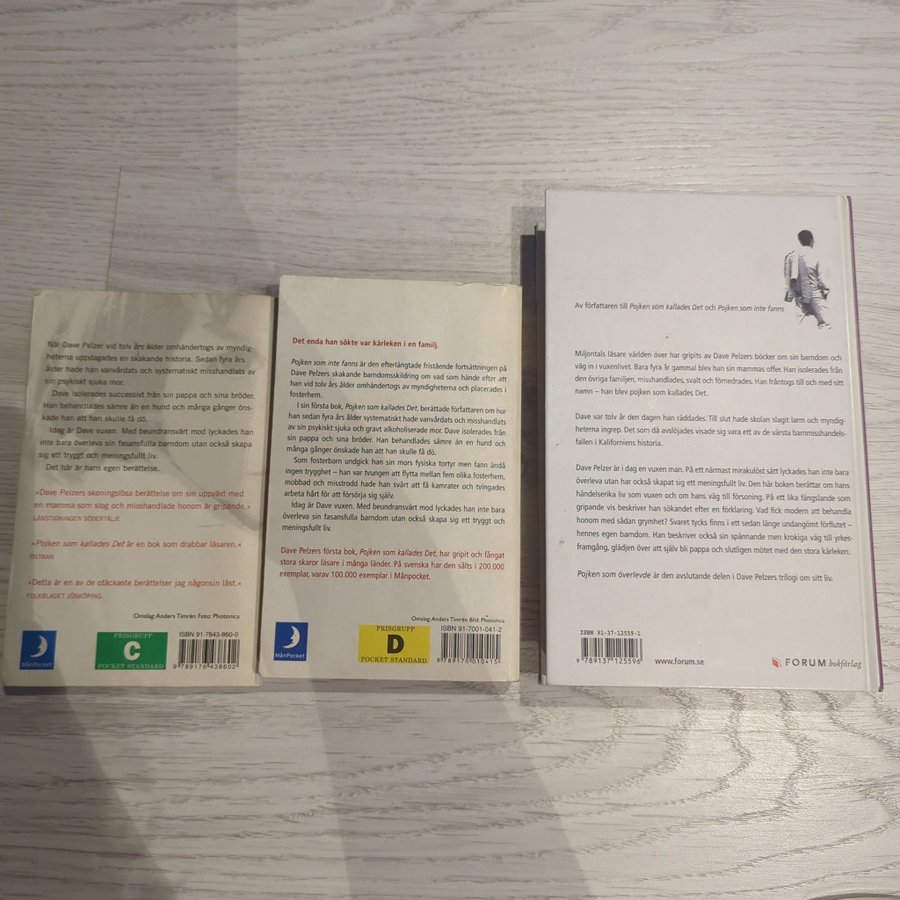 När Dave Pelzer vid tolv års ålder omhändertogs av myndig-
heterna uppdagades en skakande historia. Sedan fyra års
ålder hade han vanvårdats och systematiskt misshandlats
av sin psykiskt sjuka mor.
Dave isolerades successivt från sin pappa och sina bröder.
Han behandlades sämre än en hund och många gånger öns-
kade han att han skulle få dö.
Idag är Dave vuxen. Med beundransvärt mod lyckades han
inte bara överleva sin fasansfulla barndom utan också skapa
sig ett tryggt och meningsfullt liv.
Det här är hans egen berättelse.
»Dave Pelzers skoningslösa berättelse om sin uppväxt med
en mamma som slog och misshandlade honom är gripande.»
LÄNSTIDNINGEN SÖDERTÄLJE
»Pojken som kallades Det är en bok som drabbar läsaren.»
ÖSTRAN
»Detta är en av de otäckaste berättelser jag någonsin läst.»
FOLKBLADET JÖNKÖPING
Omslag: Anders Timrén Foto: Photonica
MånPocket
PRISGRUPP
C
POCKET STANDARD
ISBN 91-7643-860-0
9 789176 438602
Det enda han sökte var kärleken i en familj.
Pojken som inte fanns är den efterlängtade fristående fortsättningen på
Dave Pelzers skakande barndomsskildring om vad som hände efter att
han vid tolv års ålder omhändertogs av myndigheterna och placerades i
fosterhem.
I sin första bok, Pojken som kallades Det, berättade författaren om hur
han sedan fyra års ålder systematiskt hade vanvårdats och misshandlats
av sin psykiskt sjuka och gravt alkoholiserade mor. Dave isolerades från
sin pappa och sina bröder. Han behandlades sämre än en hund och
många gånger önskade han att han skulle få dö.
Som fosterbarn undgick han sin mors fysiska tortyr men fann ändå
ingen trygghet – han var tvungen att flytta mellan fem olika fosterhem,
mobbad och misstrodd hade han svårt att få kamrater och tvingades
arbeta hårt för att försörja sig själv.
Idag är Dave vuxen. Med beundransvärt mod lyckades han inte bara
överleva sin fasansfulla barndom utan också skapa sig ett tryggt och
meningsfullt liv.
Dave Pelzers första bok, Pojken som kallades Det, har gripit och fångat
stora skaror läsare i många länder. På svenska har den sålts i 200.000
exemplar, varav 100.000 exemplar i Månpocket.
Omslag: Anders Timrén Bild: Photonica
MånPocket
PRISGRUPP
D
POCKET STANDARD
ISBN 91-7001-041-2
9 789170 010415
Av författaren till Pojken som kallades Det och Pojken som inte fanns
Miljontals läsare världen över har gripits av Dave Pelzers böcker om sin barndom och
väg in i vuxenlivet. Bara fyra år gammal blev han sin mammas offer. Han isolerades från
den övriga familjen, misshandlades, svalt och förnedrades. Han fråntogs till och med sitt
namn – han blev pojken som kallades Det.
Dave var tolv år den dagen han räddades. Till slut hade skolan slagit larm och myndig-
heterna ingrep. Det som då avslöjades visade sig vara ett av de värsta barnmisshandels-
fallen i Kaliforniens historia.
Dave Pelzer är i dag en vuxen man. På ett närmast mirakulöst sätt lyckades han inte bara
överleva utan har också skapat sig ett meningsfullt liv. Den här boken berättar om hans
händelserika liv som vuxen och om hans väg till försoning. På ett lika fängslande som
gripande vis beskriver han sökandet efter en förklaring. Vad fick modern att behandla
honom med sådan grymhet? Svaret tycks finns i ett sedan länge undangömt förflutet –
hennes egen barndom. Han beskriver också sin spännande men krokiga väg till yrkes-
framgång, glädjen över att själv bli pappa och slutligen mötet med den stora kärleken.
Pojken som överlevde är den avslutande delen i Dave Pelzers trilogi om sitt liv.
ISBN 91-37-12559-1
9 789137 125596
www.forum.se
FORUM bokförlag